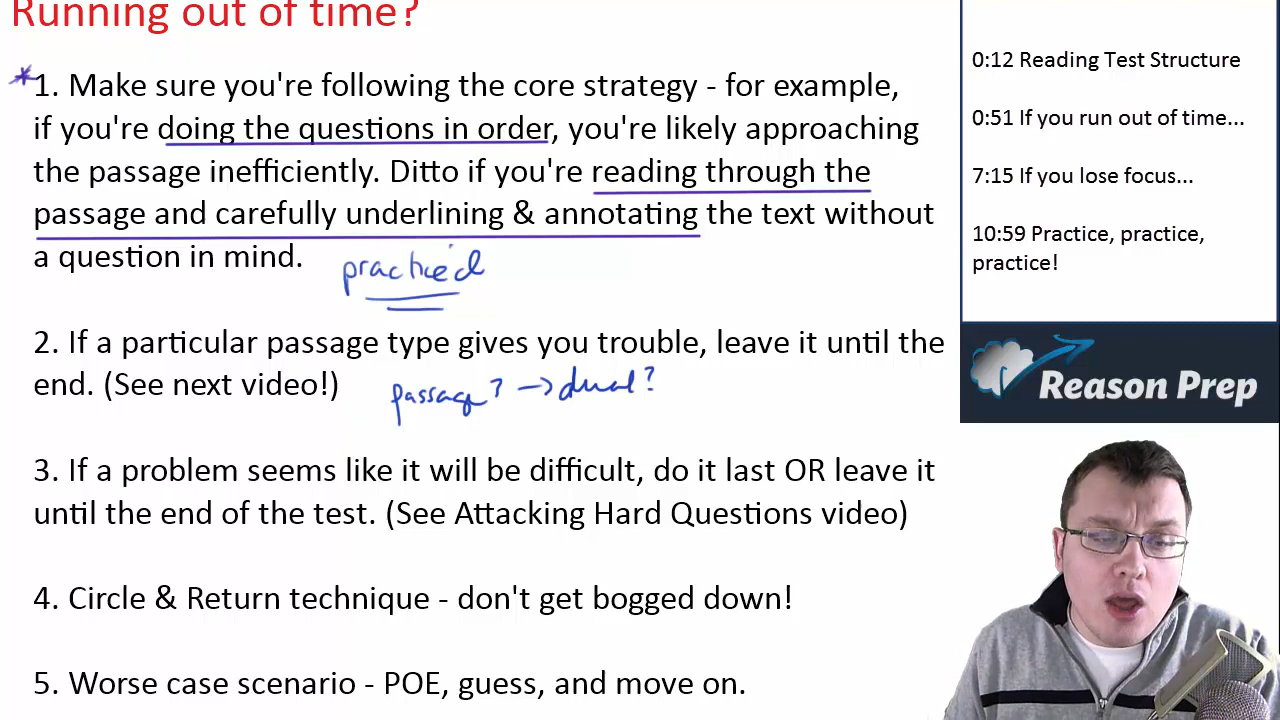 Running out of time?
*1. Make sure you're following the core strategy - for example,
if you're doing the questions in order, you're likely approaching
the passage inefficiently. Ditto if you're reading through the
passage and carefully underlining & annotating the text without
a question in mind.
practiced
2. If a particular passage type gives you trouble, leave it until the
end. (See next video!)
passage? → dual?
3. If a problem seems like it will be difficult, do it last OR leave it
until the end of the test. (See Attacking Hard Questions video)
4. Circle & Return technique - don't get bogged down!
5. Worse case scenario - POE, guess, and move on.
0:12 Reading Test Structure
0:51 If you run out of time...
7:15 If you lose focus...
10:59 Practice, practice,
practice!
Reason Prep